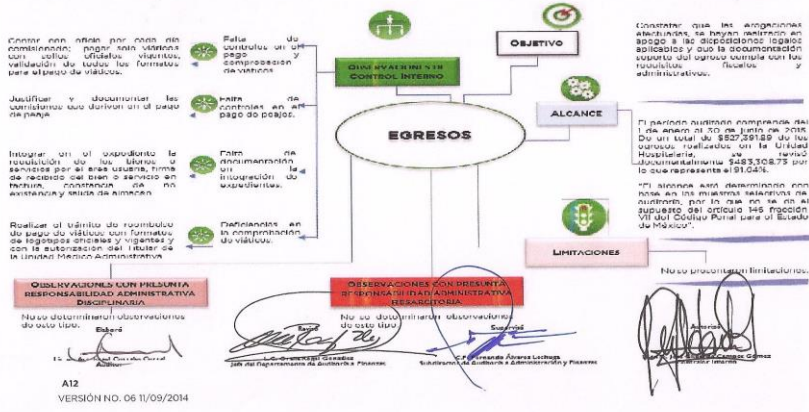 Contar con oficio por cada día
comisionado; pagar solo viáticos
con sellos oficiales vigentes,
validación de todos los formatos
para el pago de viáticos.
Falta de
controles en el
pago y
comprobación
de viáticos.
Justificar y documentar las
comisiones que deriven en el pago
de peaje.
Falta de
controles en el
pago de peajes.
Integrar en el expediente la
requisición de los bienes o
servicios por el área usuaria, firma
de recibido del bien o servicio en
factura, constancia de no
existencia y salida de almacén
Falta de
documentación
en la
integración de
expedientes.
Realizar el trámite de reembolso
de pago de viáticos con formatos
de logotipos oficiales y vigentes y
con la autorización del Titular de
la Unidad Médico Administrativa
Deficiencias en
la comprobación
de viáticos.
OBSERVACIONES DE
CONTROL INTERNO
EGRESOS
OBJETIVO
Constatar que las erogaciones
efectuadas, se hayan realizado en
apego a las disposiciones legales
aplicables y que la documentación
soporte del egreso cumpla con los
requisitos fiscales y
administrativos.
ALCANCE
El período auditado comprende del
1 de enero al 30 de junio de 2015.
De un total de $527,391.89 de los
egresos realizados en la Unidad
Hospitalaria, se revisó
documentalmente $483,308.73 por
lo que representa el 91.04%.
"El alcance está determinado con
base en las muestras selectivas de
auditoría, por lo que no se da el
supuesto del artículo 146 fracción
VII del Código Penal para el Estado
de México".
LIMITACIONES
No se presentaron limitaciones.
OBSERVACIONES CON PRESUNTA
RESPONSABILIDAD ADMINISTRATIVA
DISCIPLINARIA
No se determinaron observaciones
de este tipo.
OBSERVACIONES CON PRESUNTA
RESPONSABILIDAD ADMINISTRATIVA
RESARCITORIA
No se determinaron observaciones
de este tipo.
Elaboró
Auditor
Revisó
Jefa del Departamento de Auditoría a Finanzas
Supervisó
C.P. Fernando Álvarez Lechuga
Subdirector de Auditoría a Administración y Finanzas
Autorizó
Campos Gómez
Contralor Interno
A12
VERSIÓN NO. 06 11/09/2014